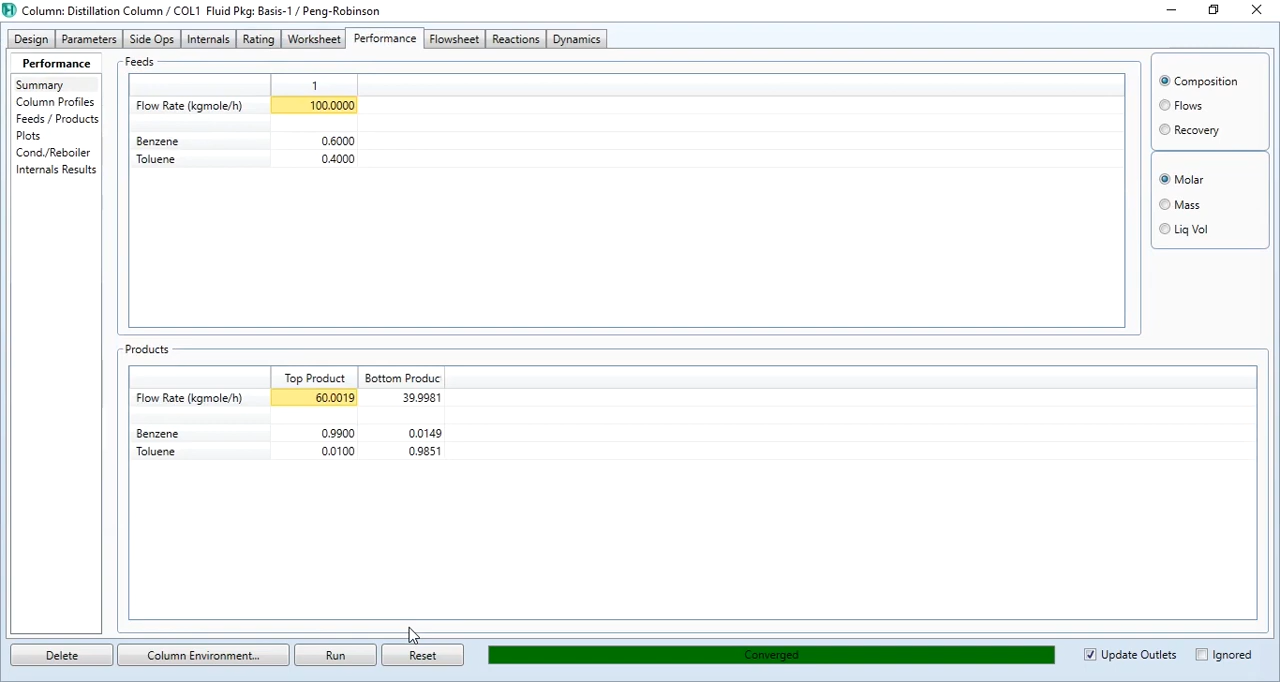 Column: Distillation Column / COL1 Fluid Pkg: Basis-1 / Peng-Robinson
Design Parameters Side Ops Internals Rating Worksheet Performance Flowsheet Reactions Dynamics
Performance
Summary
Column Profiles
Feeds / Products
Plots
Cond./Reboiler
Internals Results
Feeds
1
Flow Rate (kgmole/h) 100.0000
Benzene 0.6000
Toluene 0.4000
Composition
Flows
Recovery
Molar
Mass
Liq Vol
Products
Top Product Bottom Produc
Flow Rate (kgmole/h) 60.0019 39.9981
Benzene 0.9900 0.0149
Toluene 0.0100 0.9851
Delete Column Environment... Run Reset Converged Update Outlets Ignored